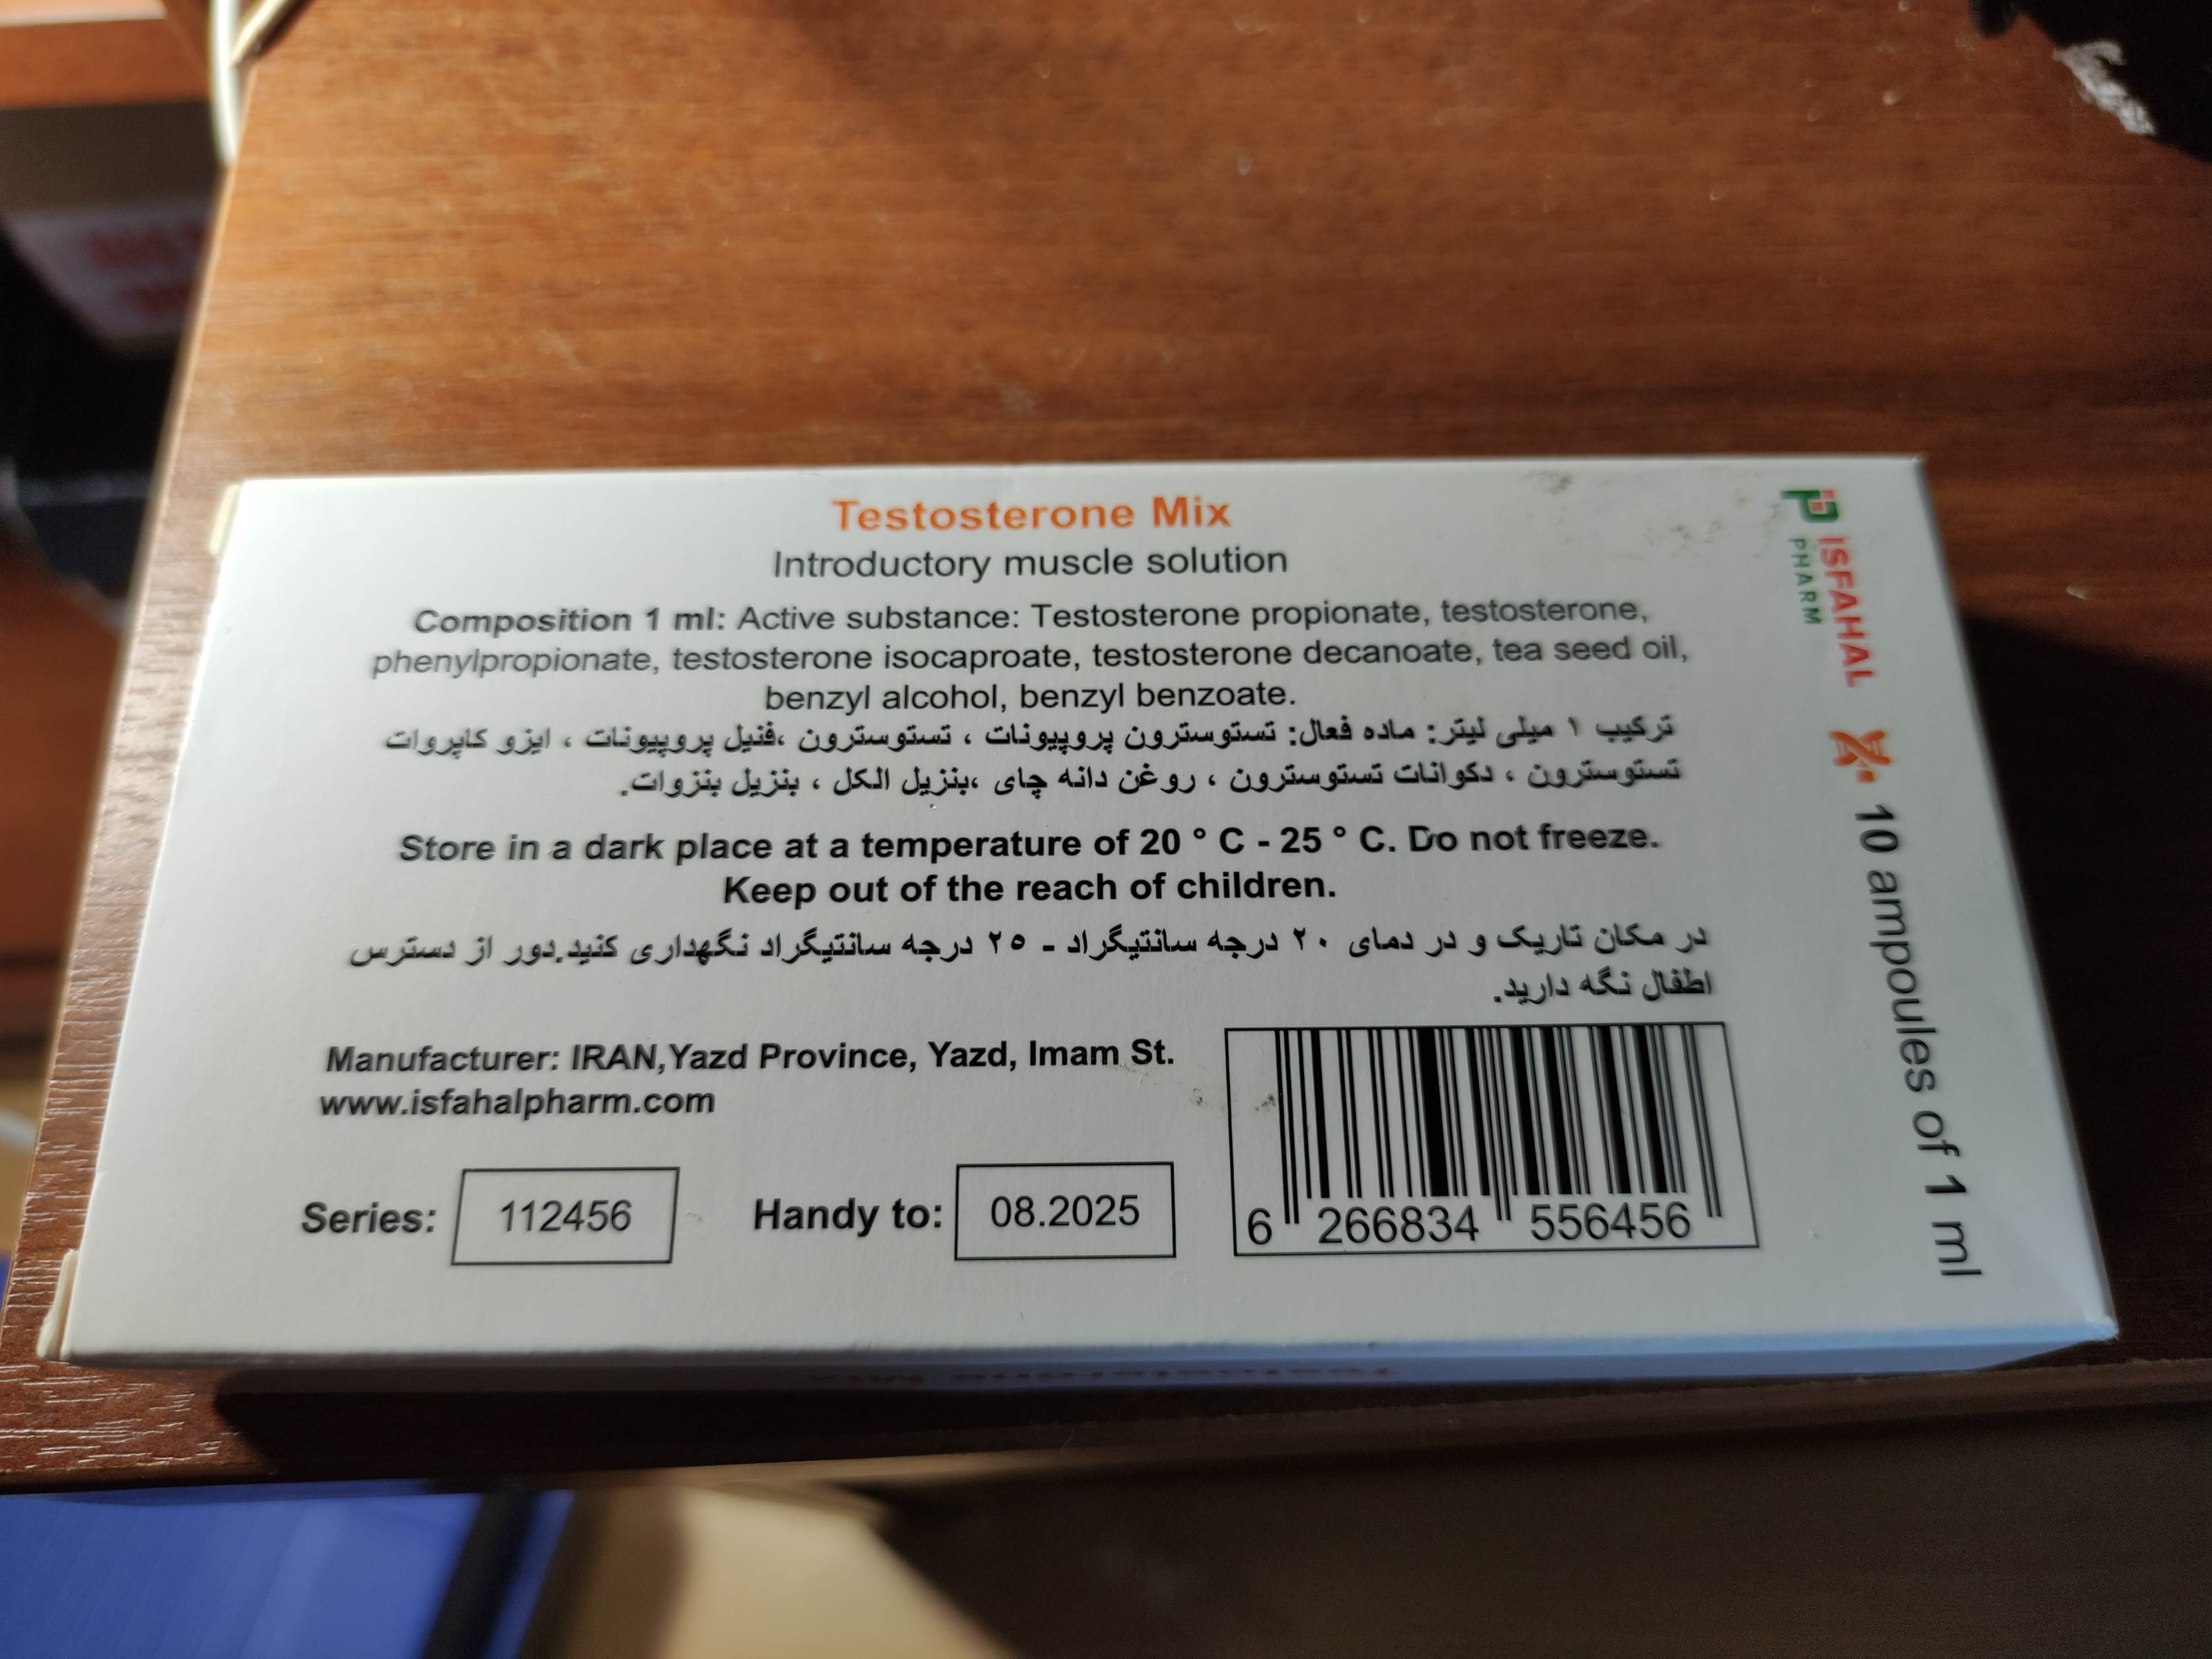 Testosterone Mix
Introductory muscle solution
Composition 1 ml: Active substance: Testosterone propionate, testosterone,
phenylpropionate, testosterone isocaproate, testosterone decanoate, tea seed oil,
benzyl alcohol, benzyl benzoate.
ترکیب ۱ میلی لیتر: ماده فعال: تستوسترون پروپیونات ، تستوسترون ،فنیل پروپیونات ، ایزو کاپروات
تستوسترون ، دکوانات تستوسترون ، روغن دانه چای ،بنزیل الکل ، بنزیل بنزوات.
Store in a dark place at a temperature of 20 ° C - 25 ° C. Do not freeze.
Keep out of the reach of children.
در مکان تاریک و در دمای ۲۰ درجه سانتیگراد - ۲۵ درجه سانتیگراد نگهداری کنید.دور از دسترس
اطفال نگه دارید.
Manufacturer: IRAN,Yazd Province, Yazd, Imam St.
www.isfahalpharm.com
Series: 112456 Handy to: 08.2025
6 266834 556456
ISFAHAL
PHARM
10 ampoules of 1 ml
Testosterone Mix